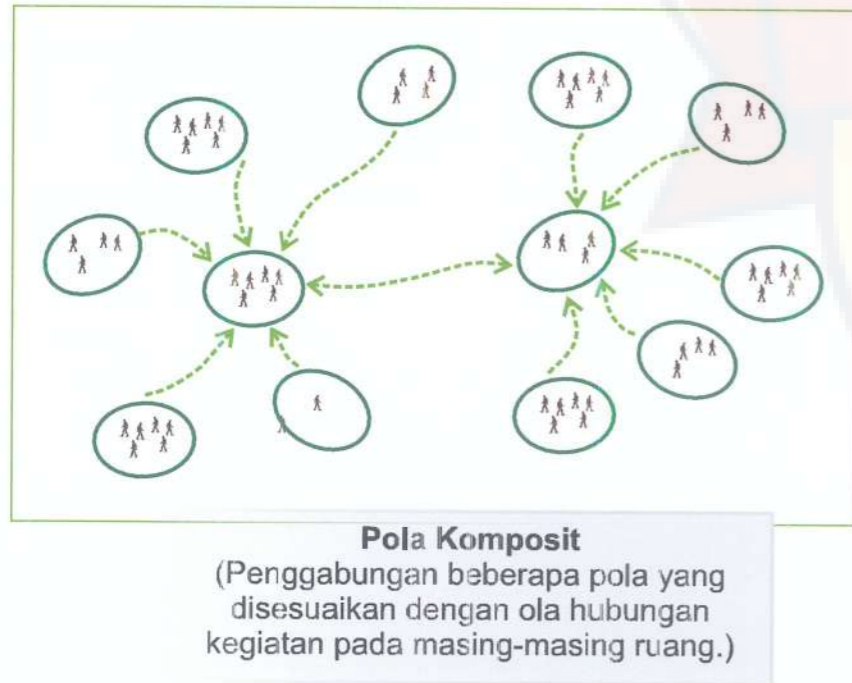 Pola Komposit
(Penggabungan beberapa pola yang
disesuaikan dengan ola hubungan
kegiatan pada masing-masing ruang.)